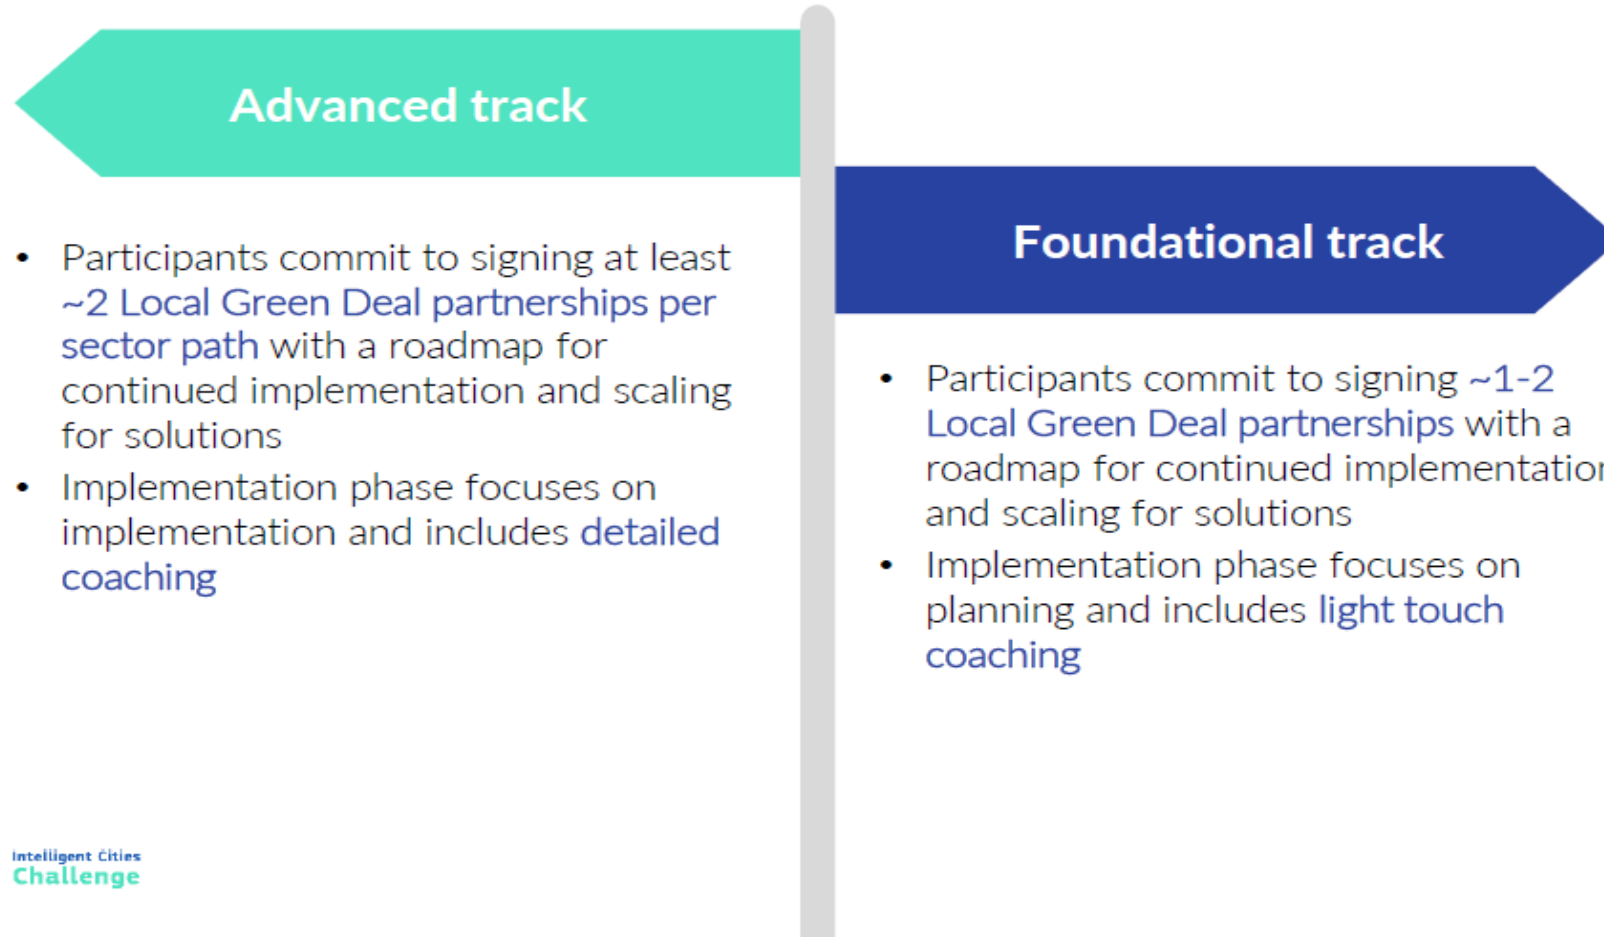 Advanced track
• Participants commit to signing at least
~2 Local Green Deal partnerships per
sector path with a roadmap for
continued implementation and scaling
for solutions
• Implementation phase focuses on
implementation and includes detailed
coaching
Foundational track
• Participants commit to signing ~1-2
Local Green Deal partnerships with a
roadmap for continued implementation
and scaling for solutions
• Implementation phase focuses on
planning and includes light touch
coaching
Intelligent Cities
Challenge